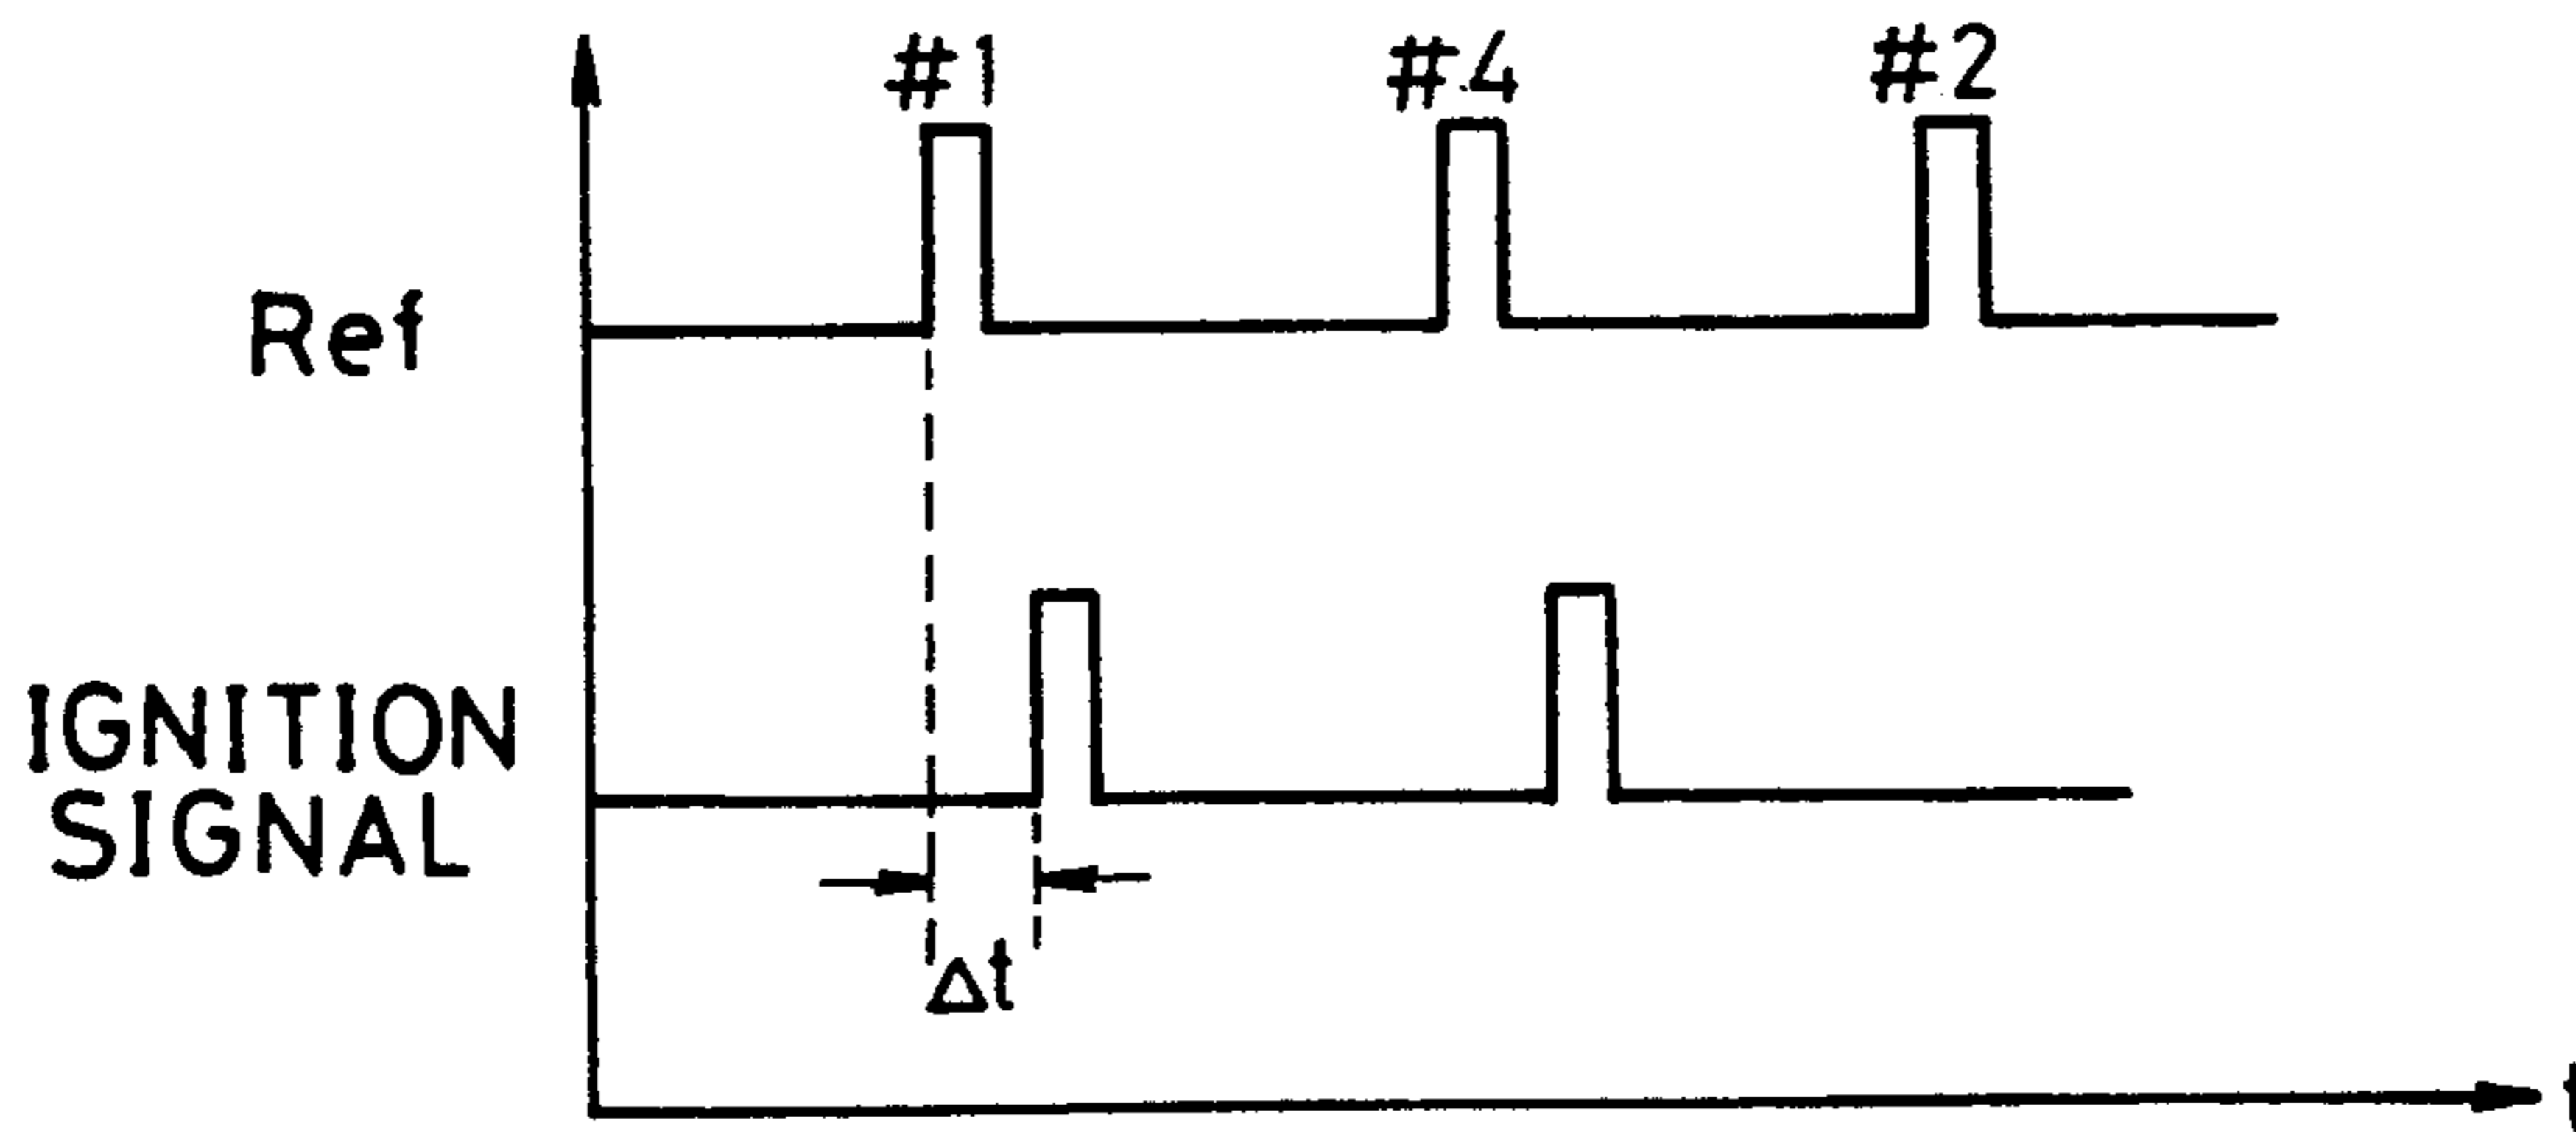 #1 #4 #2
Ref
IGNITION
SIGNAL
Δt
t